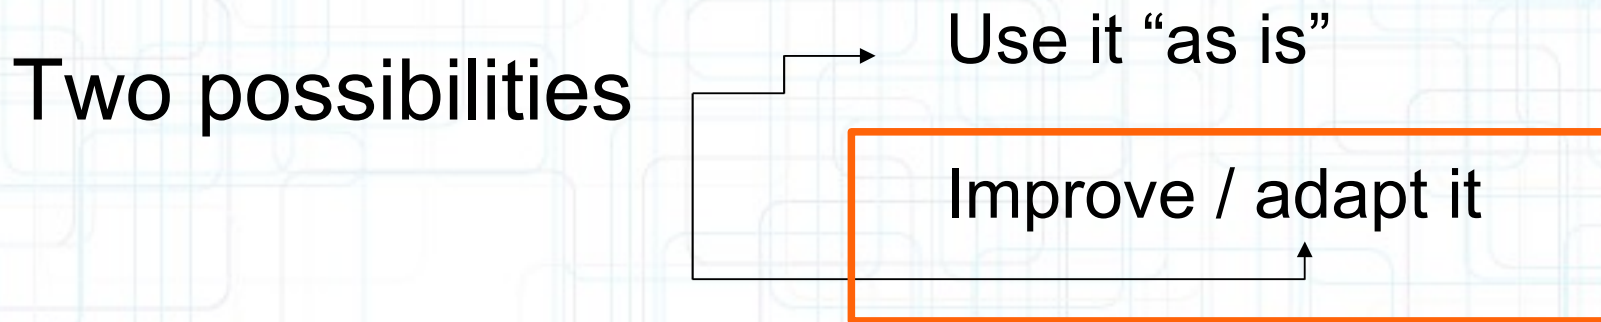 Two possibilities
Use it “as is”
Improve / adapt it